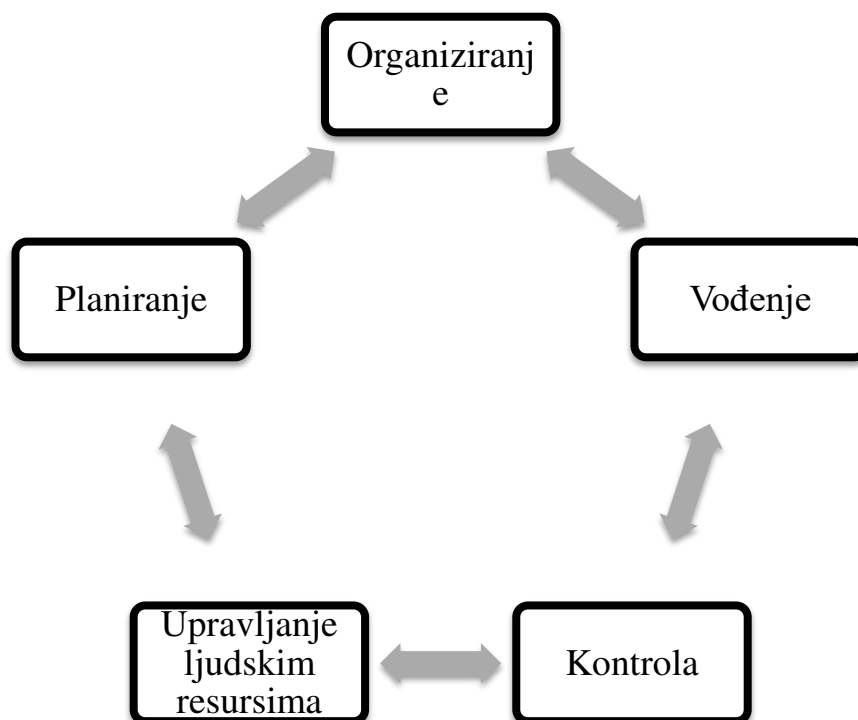 Organiziranj
e
Planiranje
Vođenje
Upravljanje
ljudskim
resursima
Kontrola